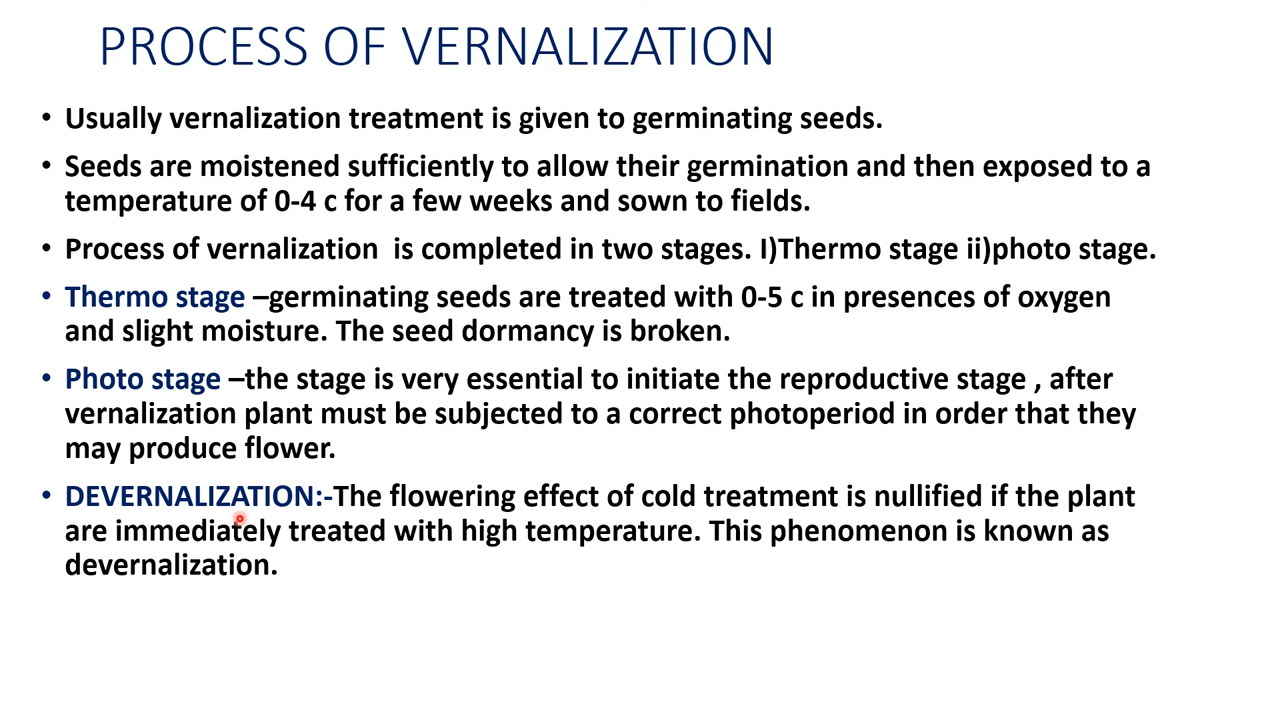 PROCESS OF VERNALIZATION
• Usually vernalization treatment is given to germinating seeds.
• Seeds are moistened sufficiently to allow their germination and then exposed to a
temperature of 0-4 c for a few weeks and sown to fields.
• Process of vernalization  is completed in two stages. I)Thermo stage ii)photo stage.
• Thermo stage –germinating seeds are treated with 0-5 c in presences of oxygen
and slight moisture. The seed dormancy is broken.
• Photo stage –the stage is very essential to initiate the reproductive stage , after
vernalization plant must be subjected to a correct photoperiod in order that they
may produce flower.
• DEVERNALIZATION:-The flowering effect of cold treatment is nullified if the plant
are immediately treated with high temperature. This phenomenon is known as
devernalization.